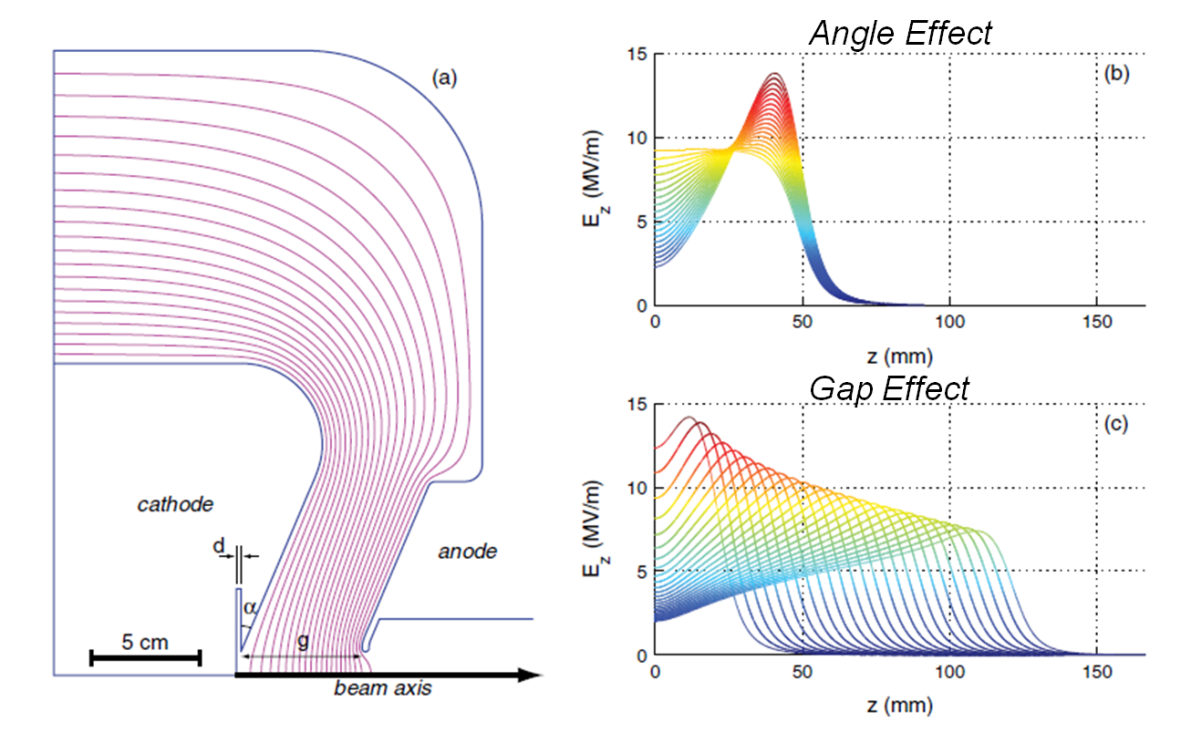 (a)
cathode
anode
d
α
g
5 cm
beam axis
Angle Effect
(b)
15
10
5
0
E_z (MV/m)
0 50 100 150
z (mm)
Gap Effect
(c)
15
10
5
0
E_z (MV/m)
0 50 100 150
z (mm)